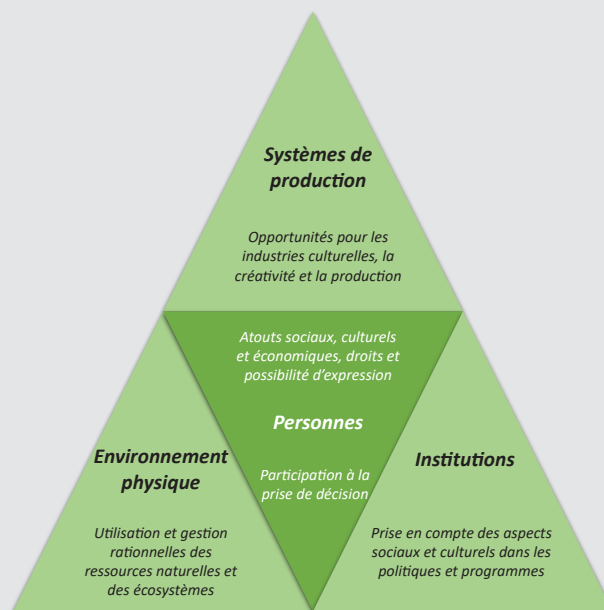 Systèmes de
production
Opportunités pour les
industries culturelles, la
créativité et la production
Atouts sociaux, culturels
et économiques, droits et
possibilité d’expression
Personnes
Participation à la
prise de décision
Environnement
physique
Utilisation et gestion
rationnelles des
ressources naturelles et
des écosystèmes
Institutions
Prise en compte des aspects
sociaux et culturels dans les
politiques et programmes